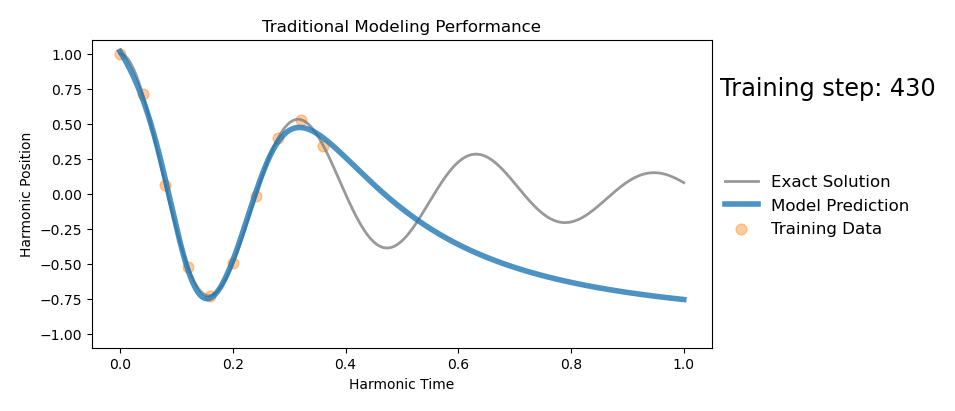 Traditional Modeling Performance
Training step: 430
1.00
0.75
0.50
0.25
0.00
−0.25
−0.50
−0.75
−1.00
Harmonic Position
0.0 0.2 0.4 0.6 0.8 1.0
Harmonic Time
Exact Solution
Model Prediction
Training Data